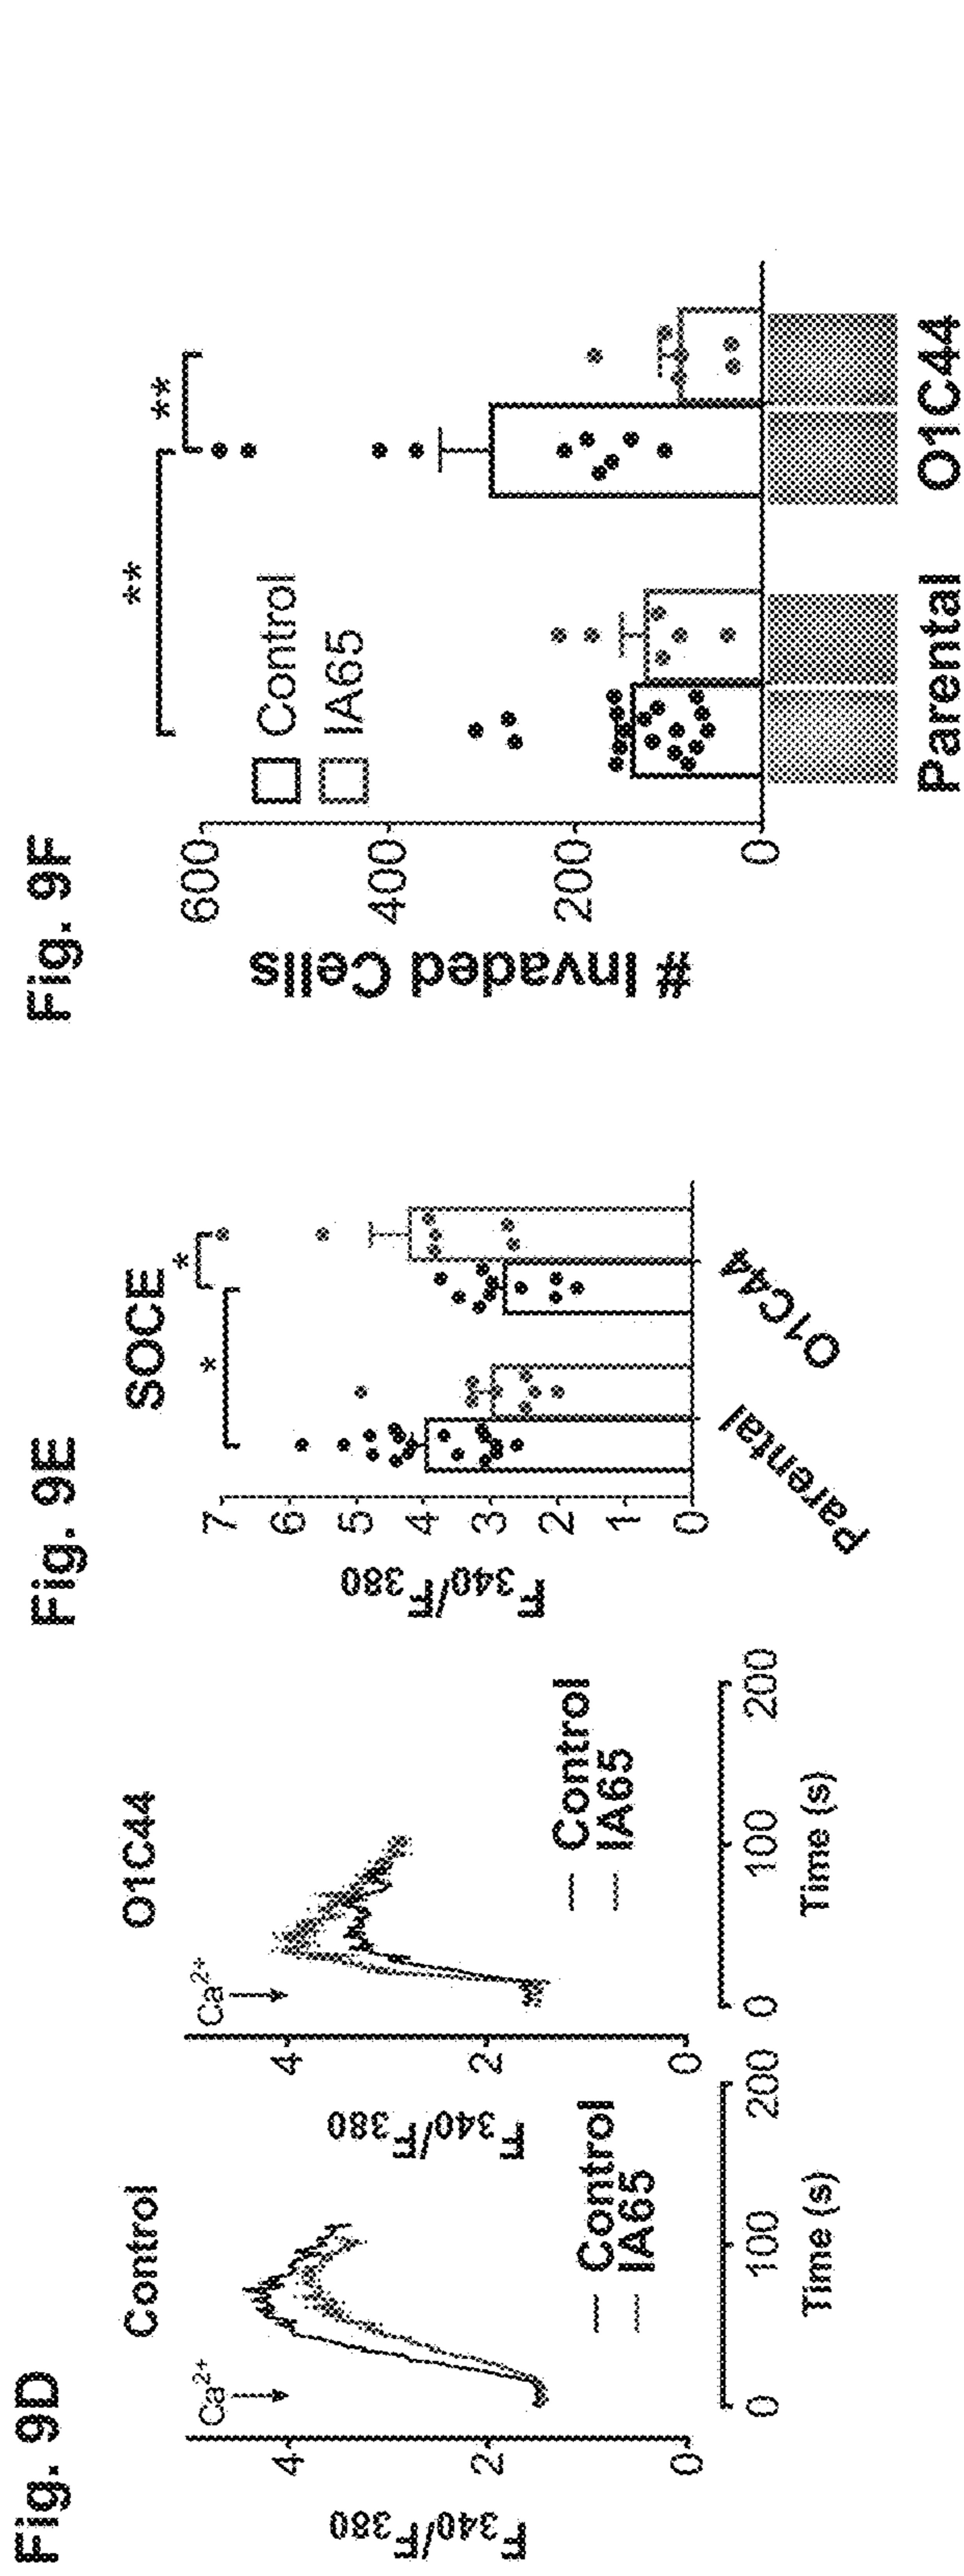 Fig. 9D
Control
Ca2+
F340/F380
4
2
0
Control
IA65
0
100
200
Time (s)
O1C44
Ca2+
F340/F380
4
2
0
Control
IA65
0
100
200
Time (s)
Fig. 9E
SOCE
F340/F380
7
6
5
4
3
2
1
0
*
*
Parental
O1C44
Fig. 9F
# Invaded Cells
600
400
200
0
**
**
Control
IA65
Parental
O1C44